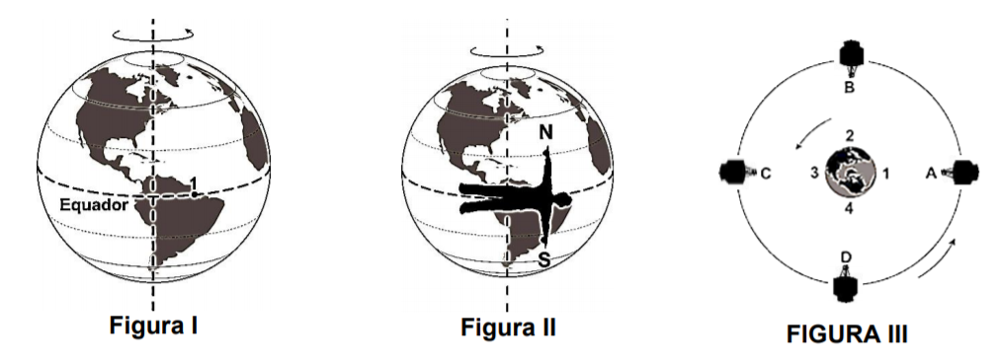 1
Equador
Figura I
N
S
Figura II
B
2
C
3
1
A
4
D
FIGURA III